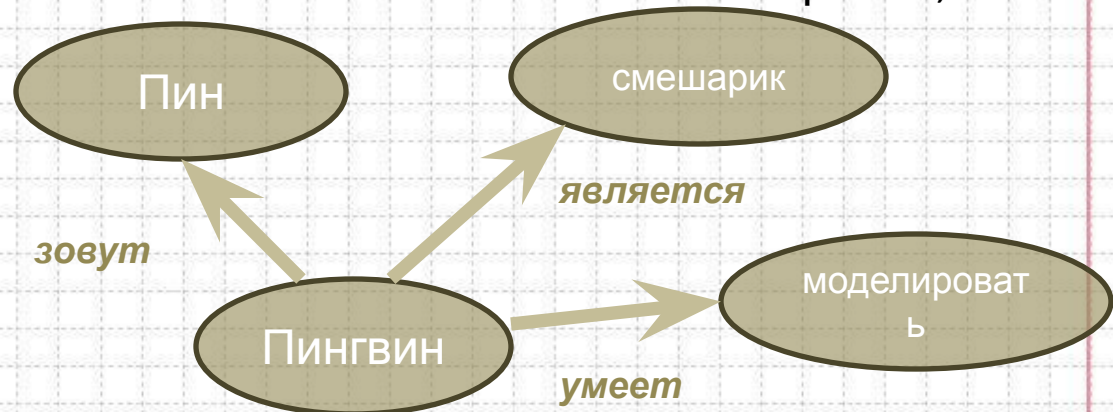 Пин
смешарик
является
зовут
моделироват
ь
Пингвин
умеет